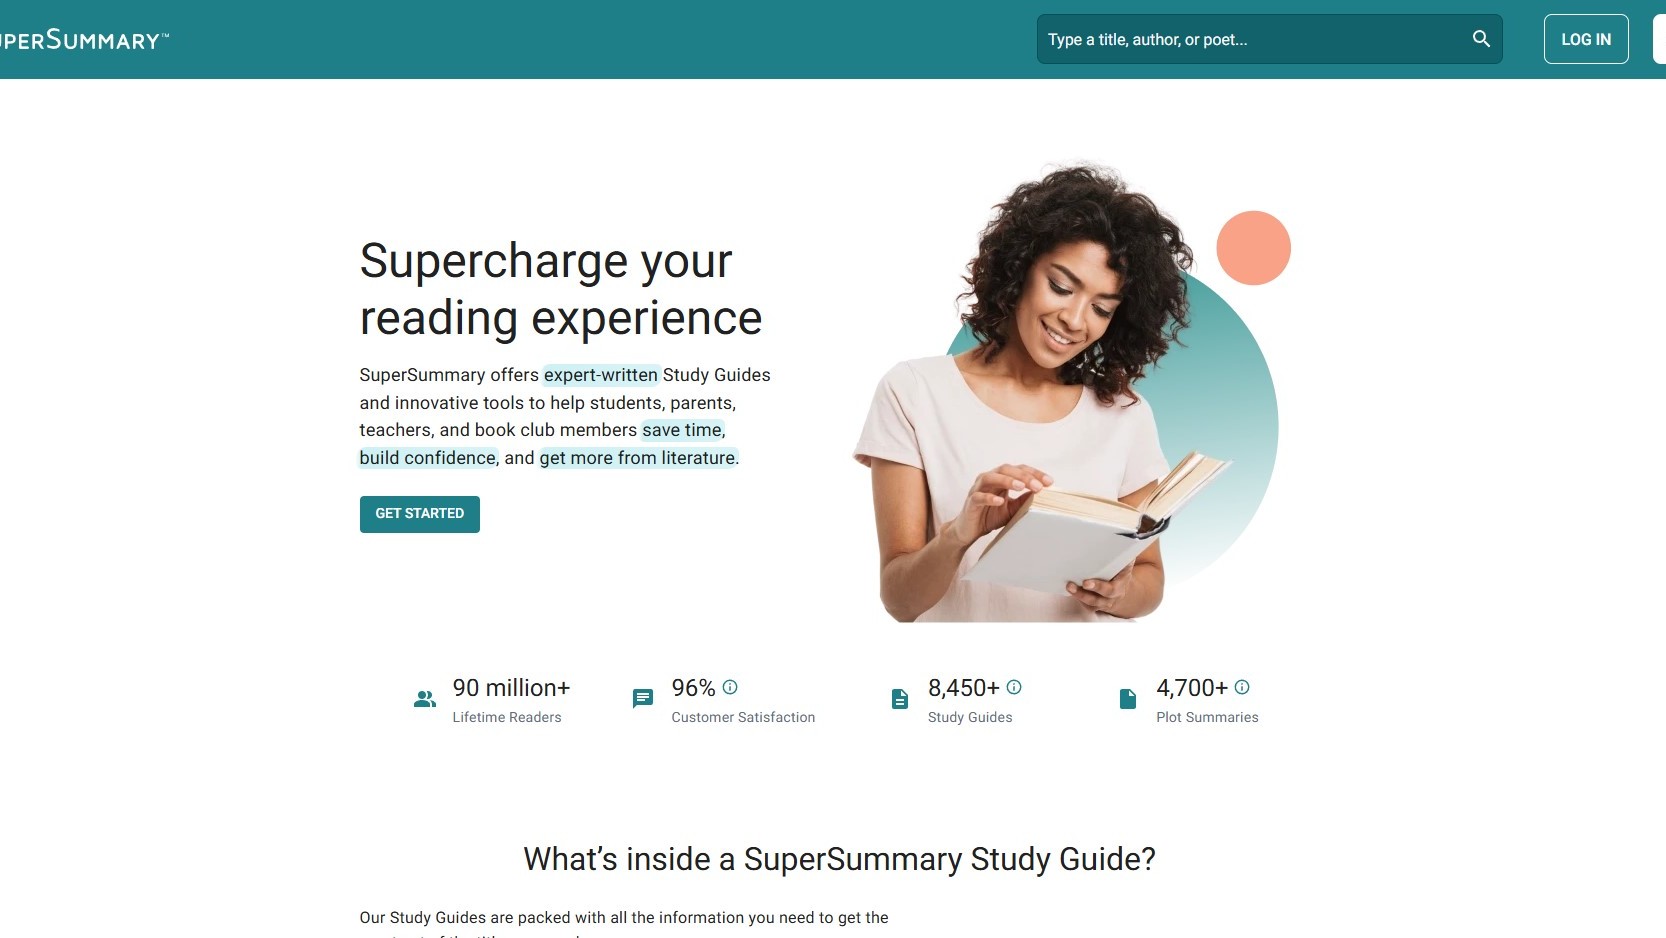 PERSUMMARY™
Type a title, author, or poet...
LOG IN
Supercharge your
reading experience
SuperSummary offers expert-written Study Guides
and innovative tools to help students, parents,
teachers, and book club members save time,
build confidence, and get more from literature.
GET STARTED
90 million+
Lifetime Readers
96%
Customer Satisfaction
8,450+
Study Guides
4,700+
Plot Summaries
What’s inside a SuperSummary Study Guide?
Our Study Guides are packed with all the information you need to get the